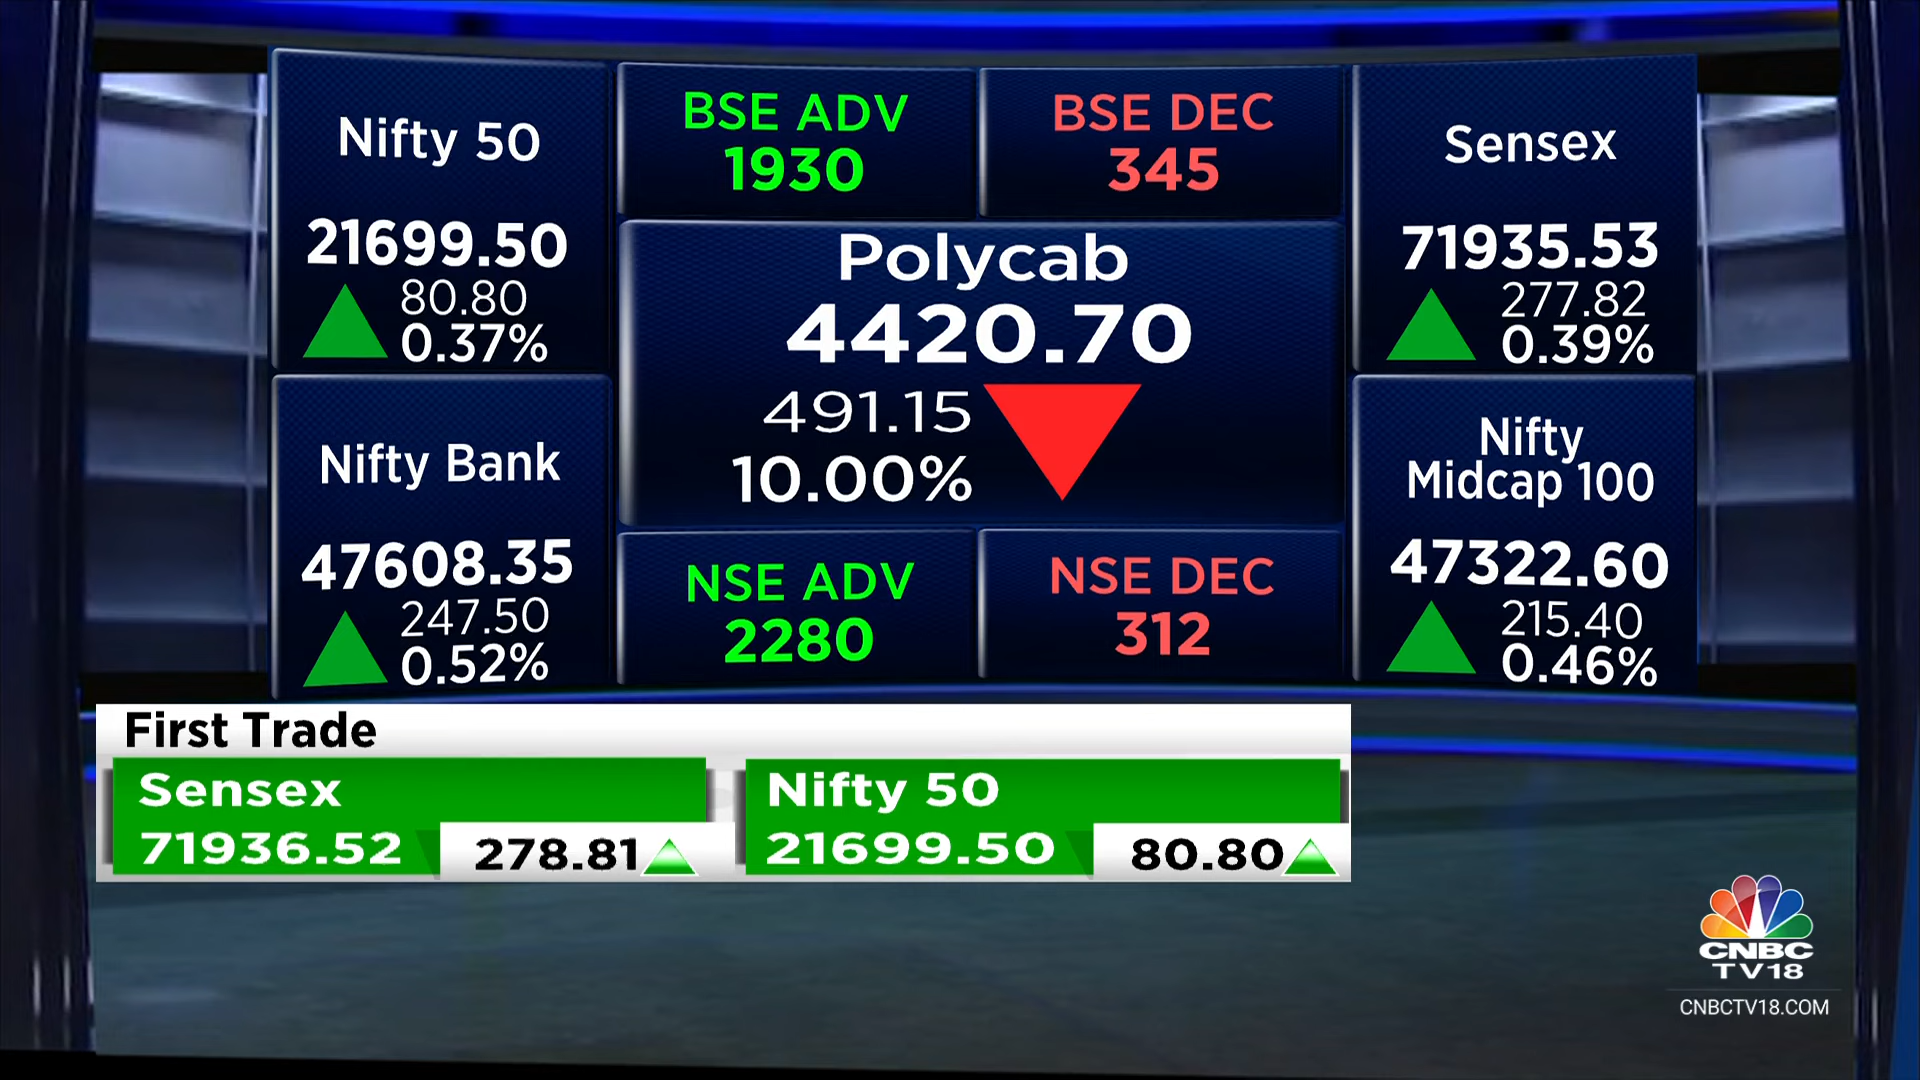 Nifty 50
21699.50
80.80
0.37%
BSE ADV
1930
BSE DEC
345
Sensex
71935.53
277.82
0.39%
Polycab
4420.70
491.15
10.00%
Nifty Bank
47608.35
247.50
0.52%
NSE ADV
2280
NSE DEC
312
Nifty
Midcap 100
47322.60
215.40
0.46%
First Trade
Sensex
71936.52
278.81
Nifty 50
21699.50
80.80
CNBC
TV18
CNBCTV18.COM